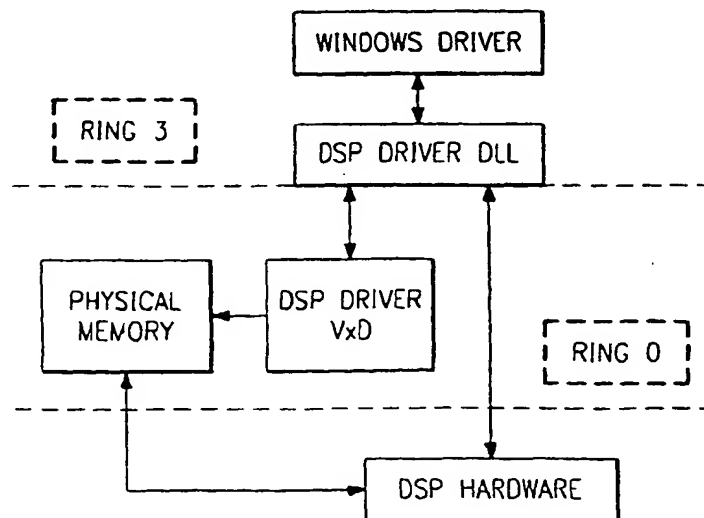 WINDOWS DRIVER
RING 3
DSP DRIVER DLL
PHYSICAL
MEMORY
DSP DRIVER
VxD
RING 0
DSP HARDWARE